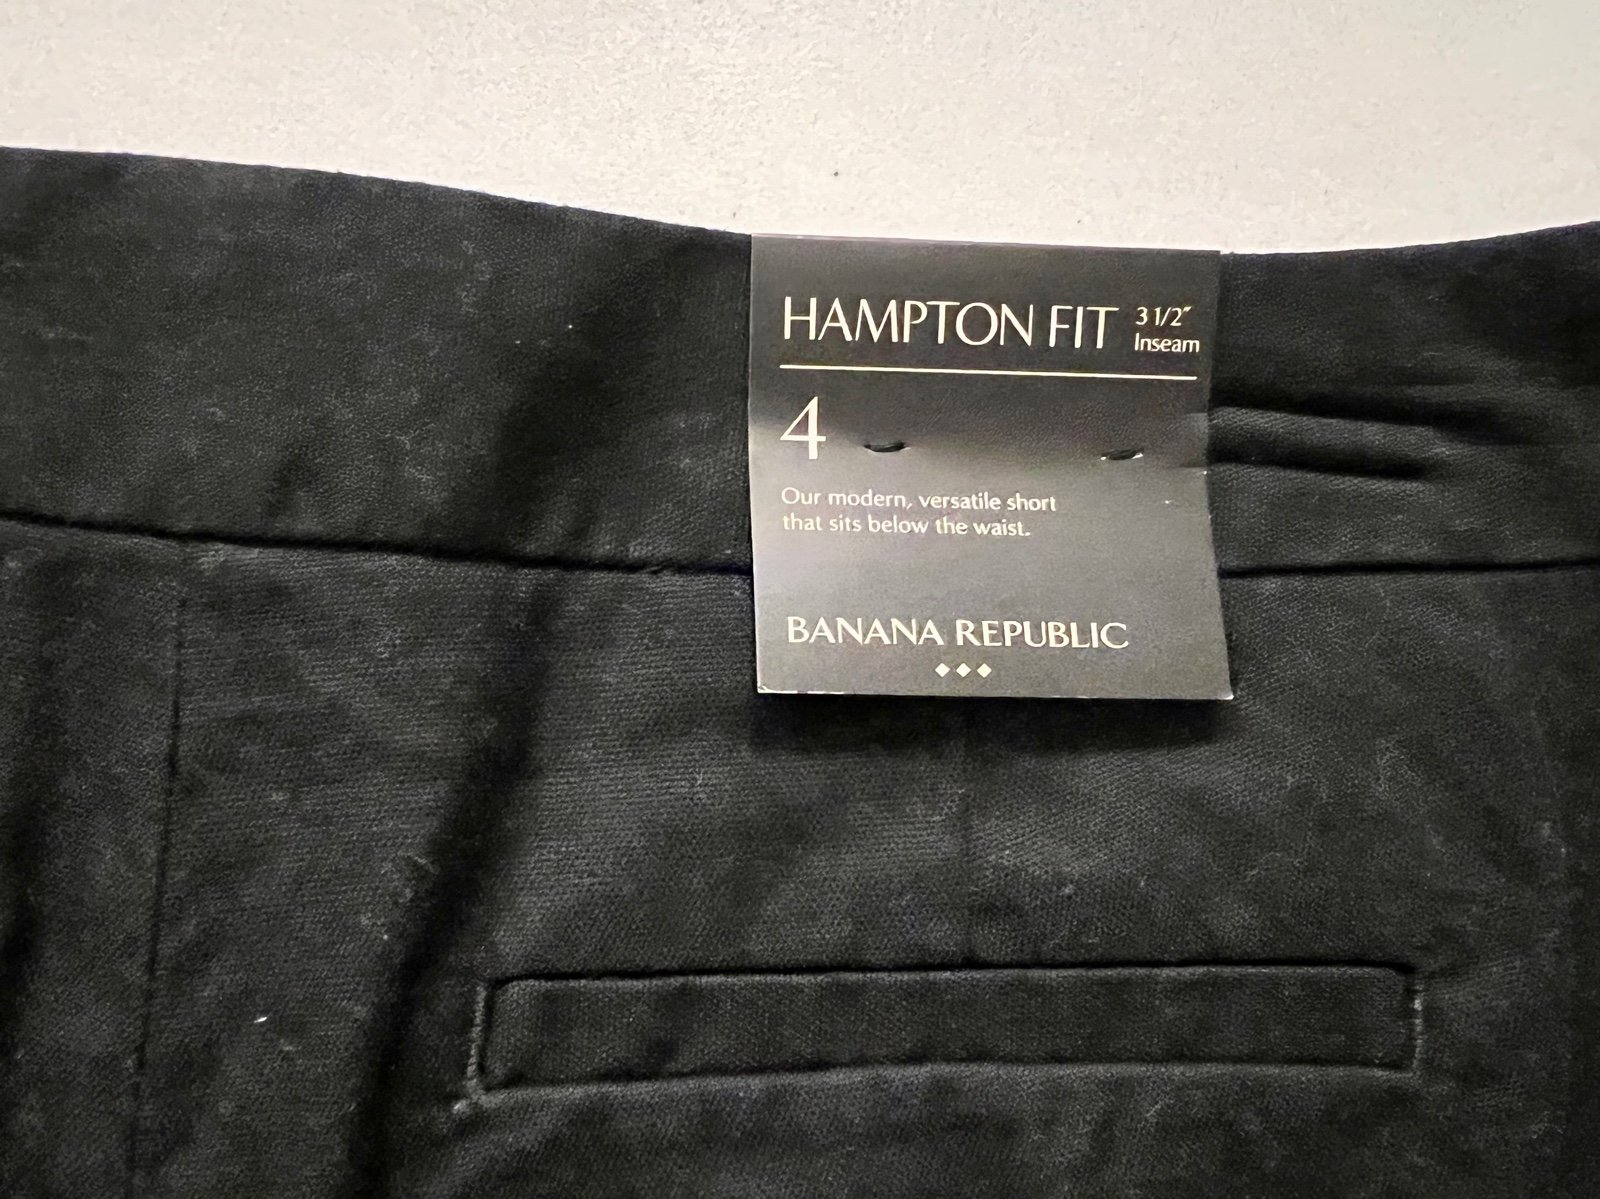 HAMPTON FIT 3 1/2" Inseam
4
Our modern, versatile short
that sits below the waist.
BANANA REPUBLIC